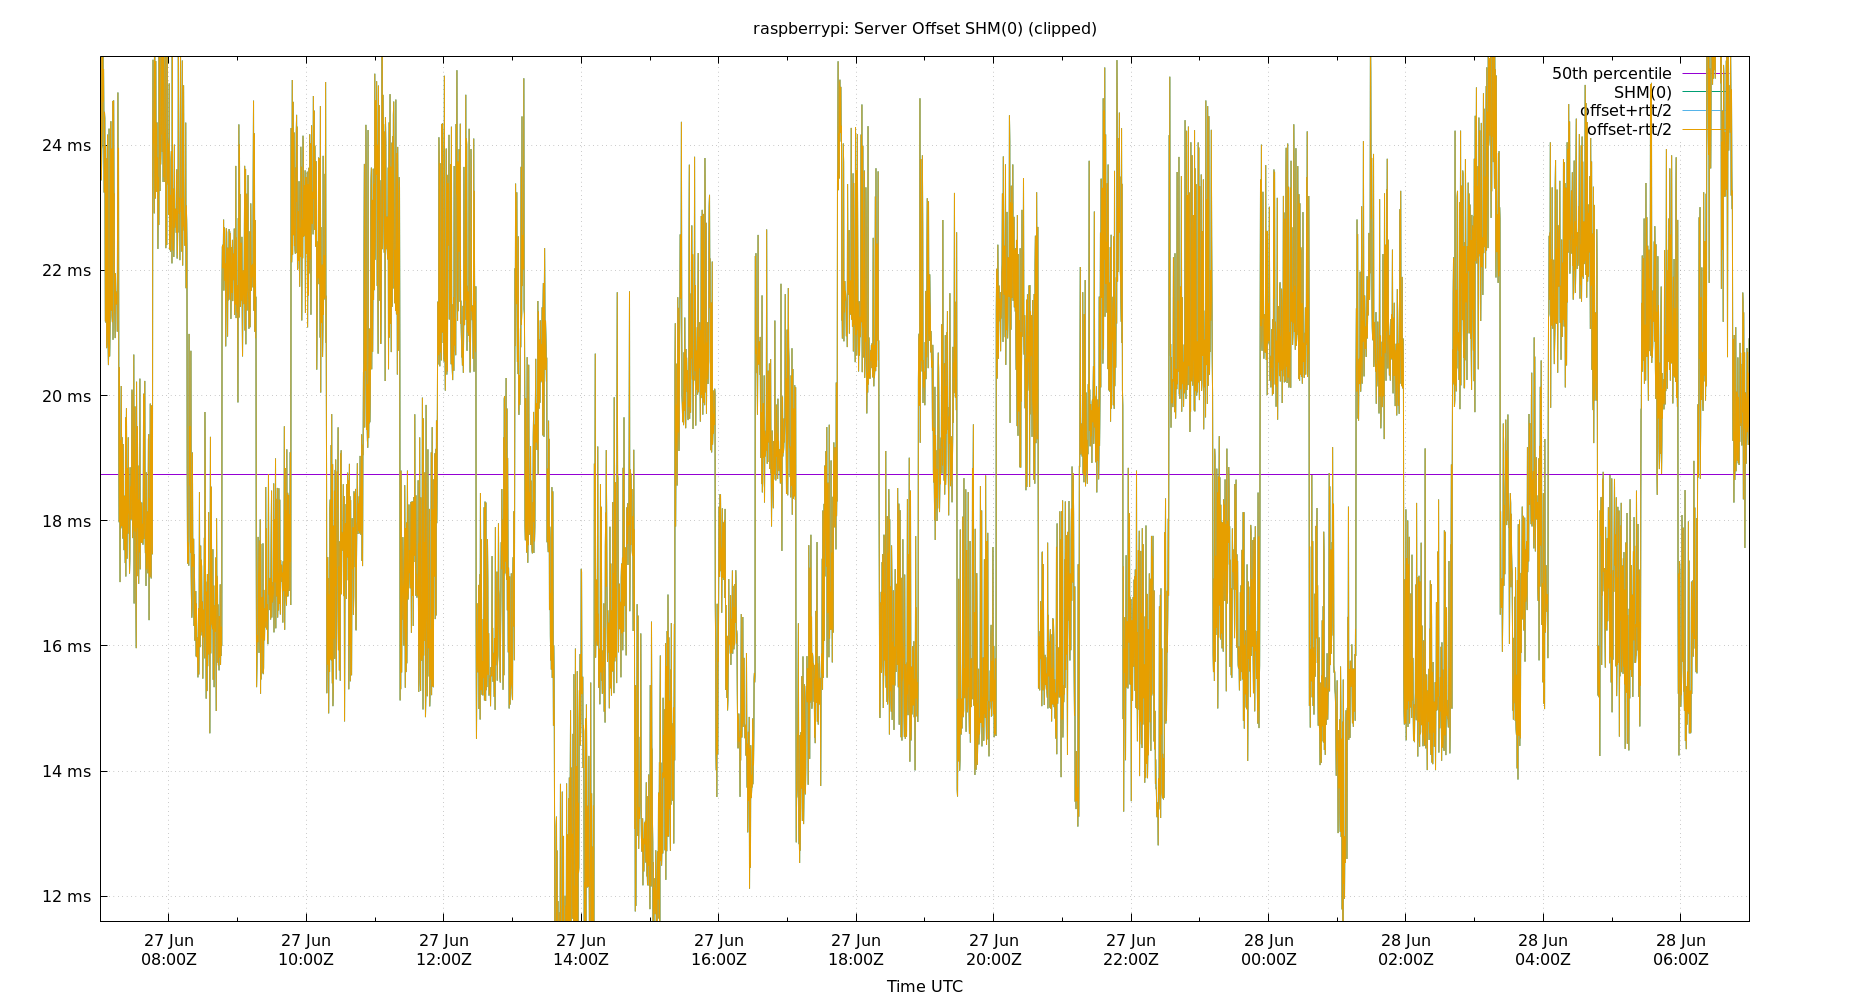 raspberrypi: Server Offset SHM(0) (clipped)
50th percentile
SHM(0)
offset+rtt/2
offset-rtt/2
24 ms
22 ms
20 ms
18 ms
16 ms
14 ms
12 ms
27 Jun 27 Jun 27 Jun 27 Jun 27 Jun 27 Jun 27 Jun 27 Jun 28 Jun 28 Jun 28 Jun 28 Jun
08:00Z 10:00Z 12:00Z 14:00Z 16:00Z 18:00Z 20:00Z 22:00Z 00:00Z 02:00Z 04:00Z 06:00Z
Time UTC